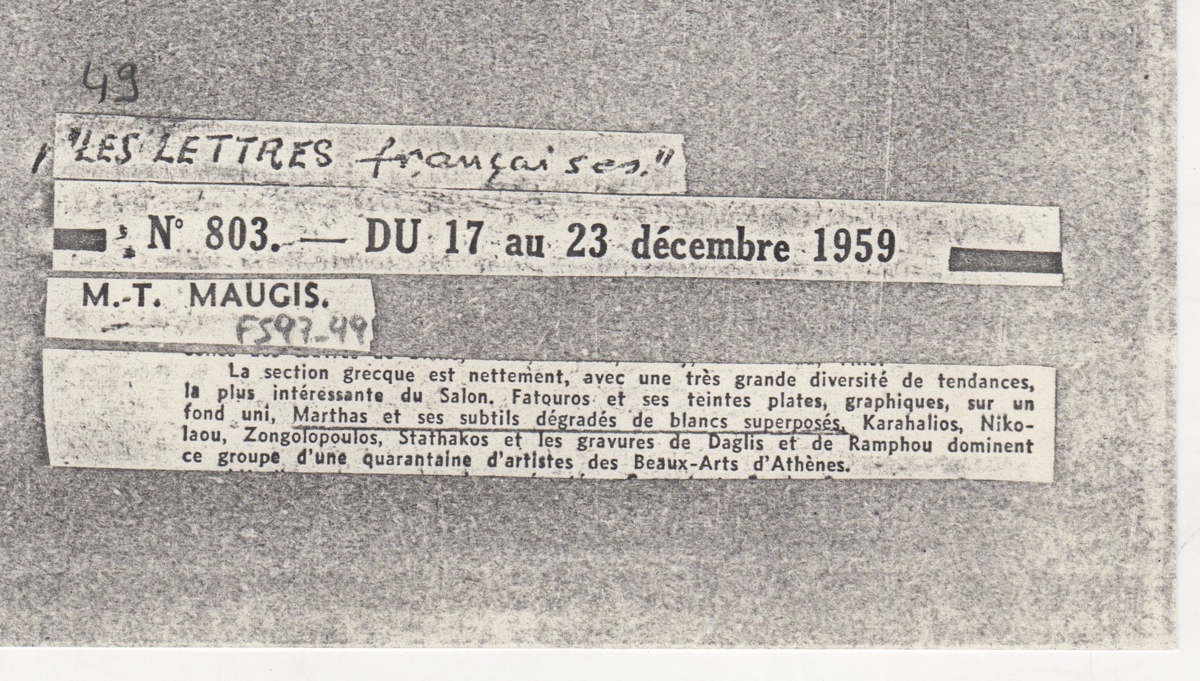 49
"LES LETTRES françaises."
N° 803. — DU 17 au 23 décembre 1959
M.-T. MAUGIS.
FS97-49
La section grecque est nettement, avec une très grande diversité de tendances,
la plus intéressante du Salon. Fatouros et ses teintes plates, graphiques, sur un
fond uni, Marthas et ses subtils dégradés de blancs superposés, Karahalios, Niko-
laou, Zongolopoulos, Stathakos et les gravures de Daglis et de Ramphou dominent
ce groupe d'une quarantaine d'artistes des Beaux-Arts d'Athènes.